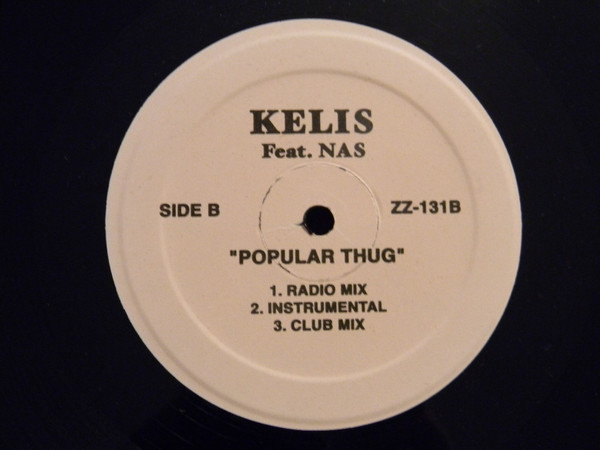 KELIS
Feat. NAS
SIDE B
ZZ-131B
"POPULAR THUG"
1. RADIO MIX
2. INSTRUMENTAL
3. CLUB MIX